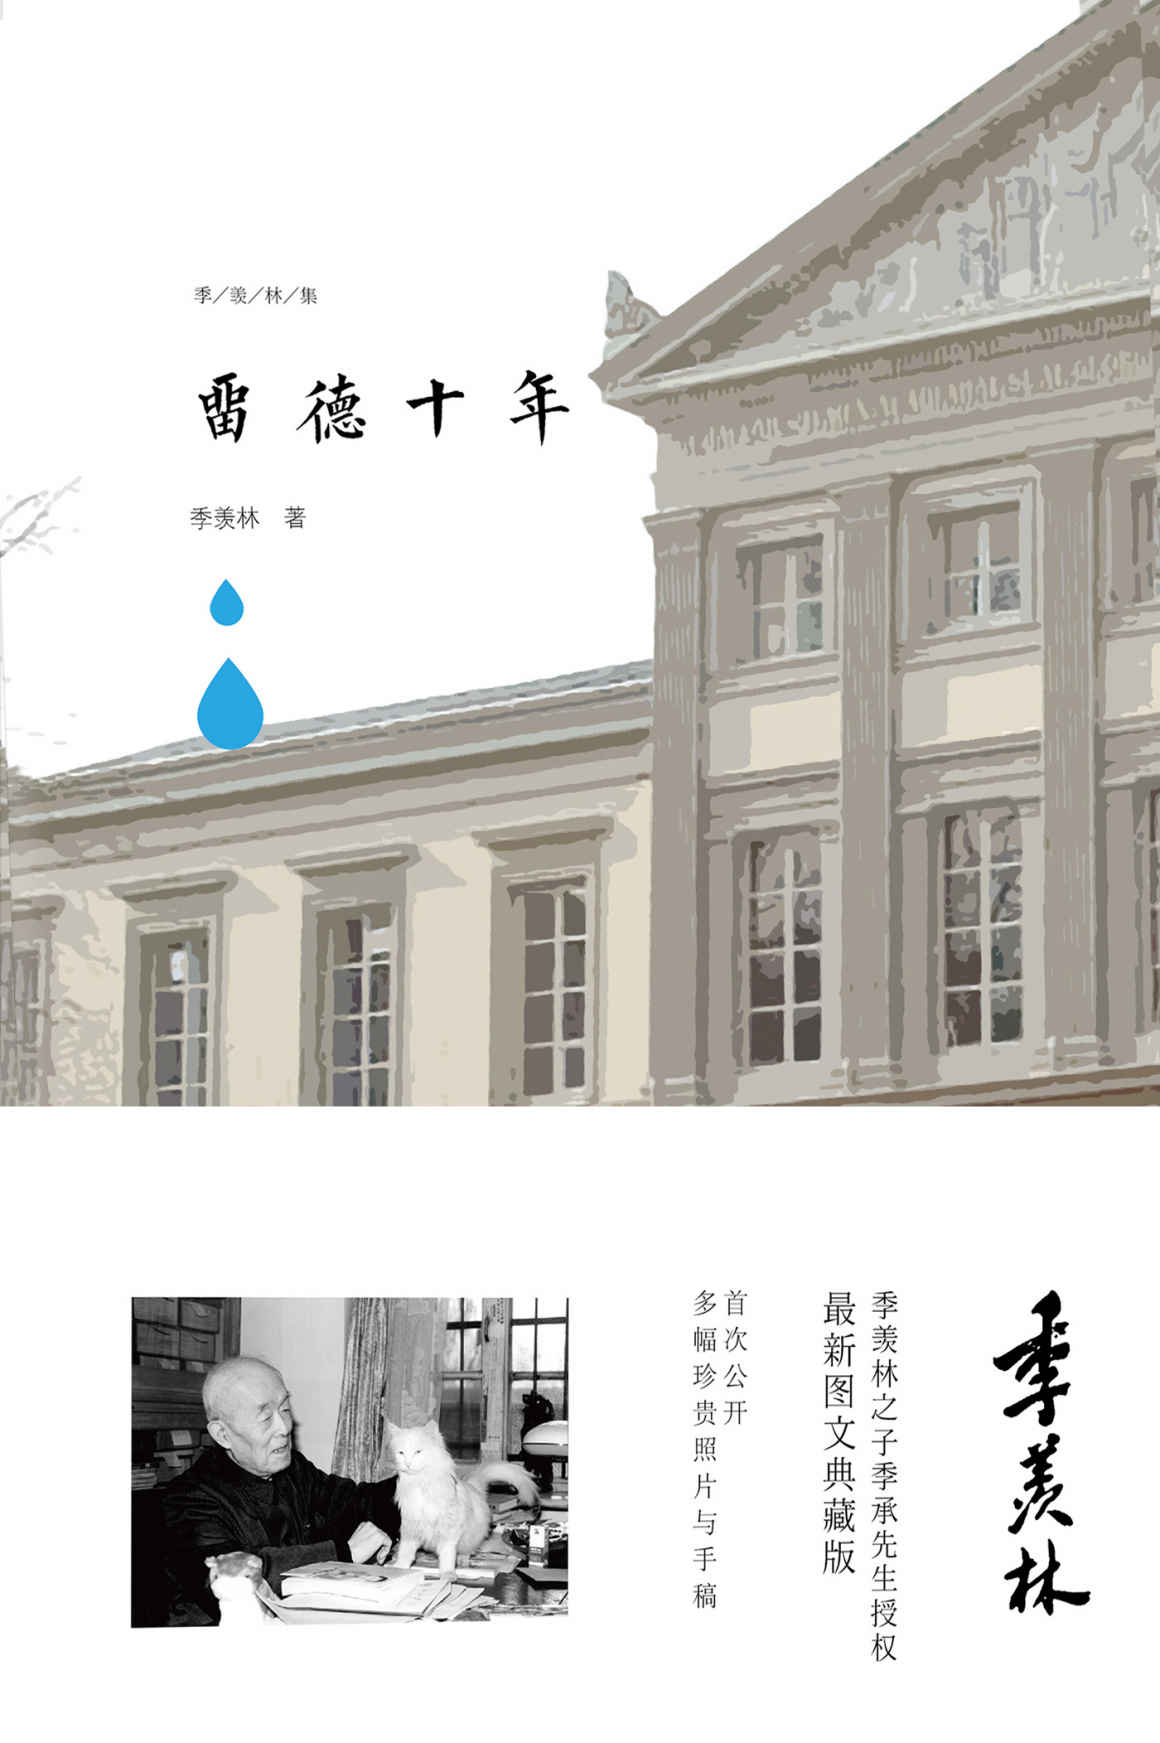 季/羡/林/集
留德十年
季羡林 著
季羡林
季羡林之子季承先生授权
最新图文典藏版
首次公开
多幅珍贵照片与手稿